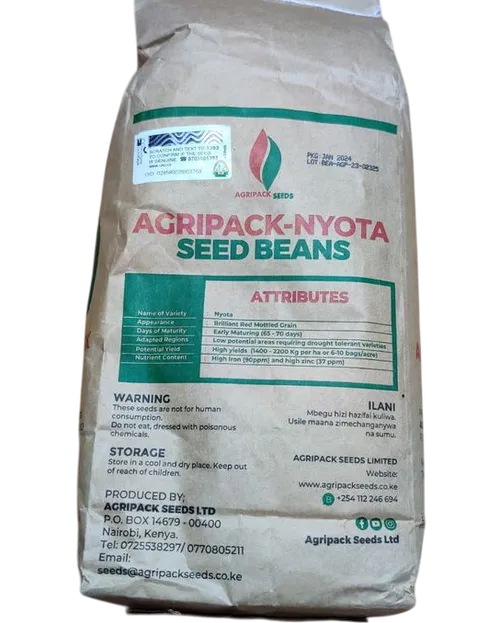 SCRATCH AND TEXT TO 1393
TO CONFIRM IF THE SEED
IS GENUINE.
PKG: JAN 2024
LOT: BEA-AGP-23-02125
AGRIPACK SEEDS
AGRIPACK-NYOTA
SEED BEANS
ATTRIBUTES
Name of Variety : Nyota
Appearance : Brilliant Red Mottled Grain
Days of Maturity : Early Maturing (65 - 70 days)
Adapted Regions : Low potential areas requiring drought tolerant varieties
Potential Yield : High yields (1400 - 2200 Kg per ha or 6-10 bags/acre)
Nutrient Content : High Iron (90ppm) and high zinc (37 ppm)
WARNING
These seeds are not for human
consumption.
Do not eat, dressed with poisonous
chemicals.
ILANI
Mbegu hizi hazifai kuliwa.
Usile maana zimechanganywa
na sumu.
STORAGE
Store in a cool and dry place. Keep out
of reach of children.
AGRIPACK SEEDS LIMITED
Website:
www.agripackseeds.co.ke
+254 112 246 694
Agripack Seeds Ltd
PRODUCED BY;
AGRIPACK SEEDS LTD
P.O. BOX 14679 - 00400
Nairobi, Kenya.
Tel: 0725538297/ 0770805211
Email:
seeds@agripackseeds.co.ke